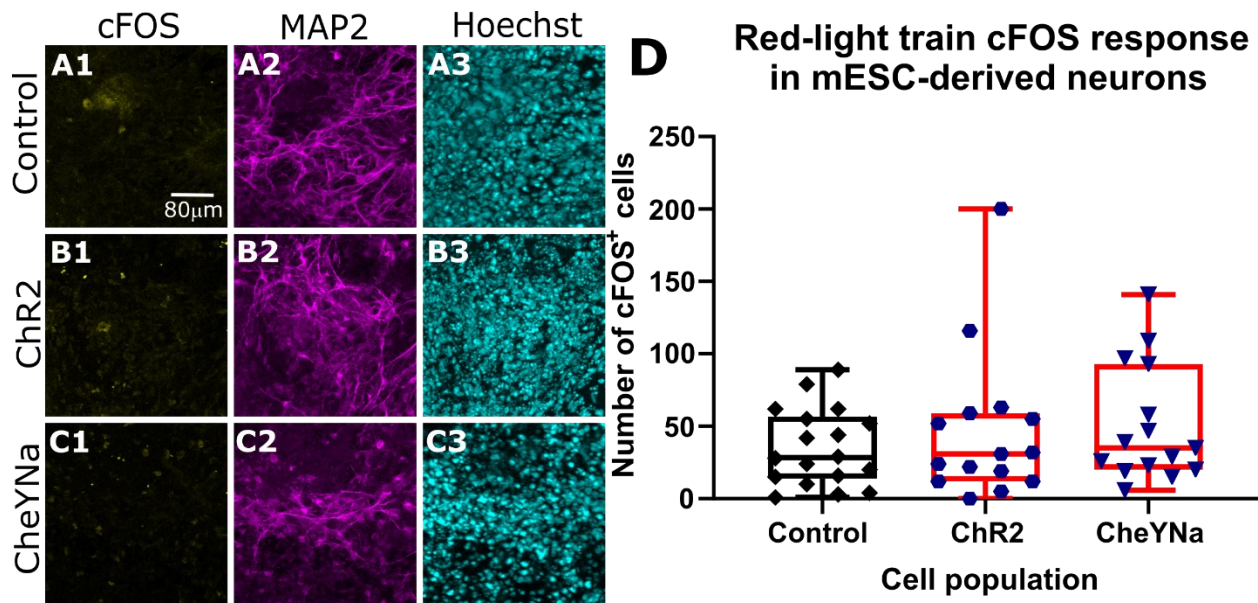 cFOS MAP2 Hoechst
Control
A1 A2 A3
80μm
ChR2
B1 B2 B3
CheYNa
C1 C2 C3
D
Red-light train cFOS response
in mESC-derived neurons
Number of cFOS⁺ cells
250
200
150
100
50
0
Control ChR2 CheYNa
Cell population